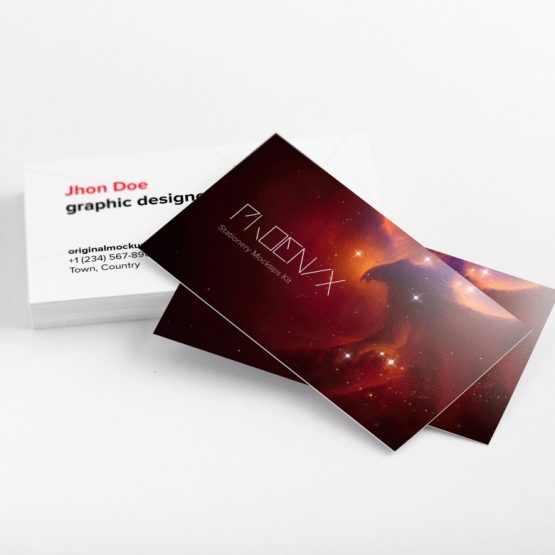 Jhon Doe
graphic designe
originalmocku
+1 (234) 567-89
Town, Country
PHOENIX
Stationery Mockups Kit